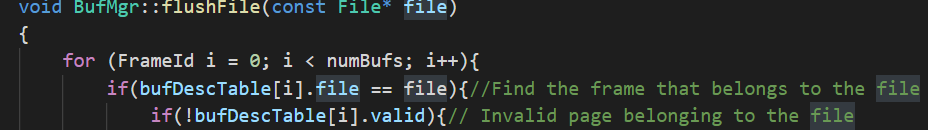 void BufMgr::flushFile(const File* file)
{
for (FrameId i = 0; i < numBufs; i++){
if(bufDescTable[i].file == file){//Find the frame that belongs to the file
if(!bufDescTable[i].valid){// Invalid page belonging to the file